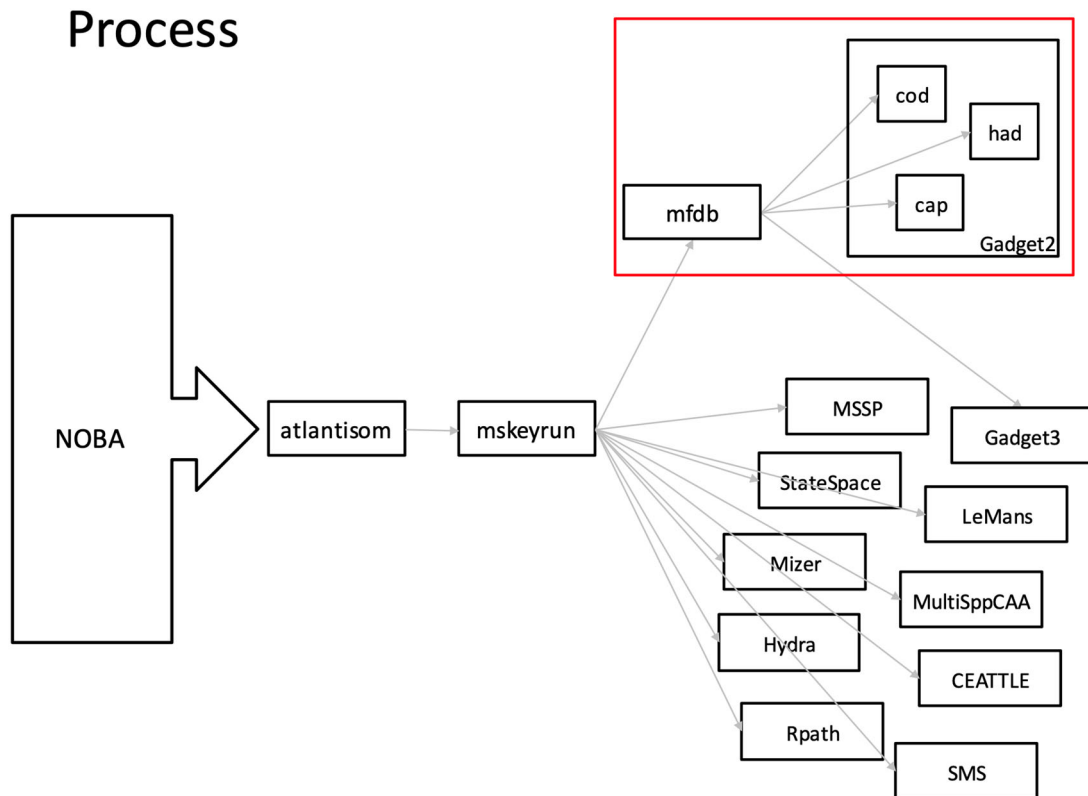 Process
cod
had
cap
mfdb
Gadget2
NOBA
atlantisom
mskeyrun
MSSP
Gadget3
StateSpace
LeMans
Mizer
MultiSppCAA
Hydra
CEATTLE
Rpath
SMS